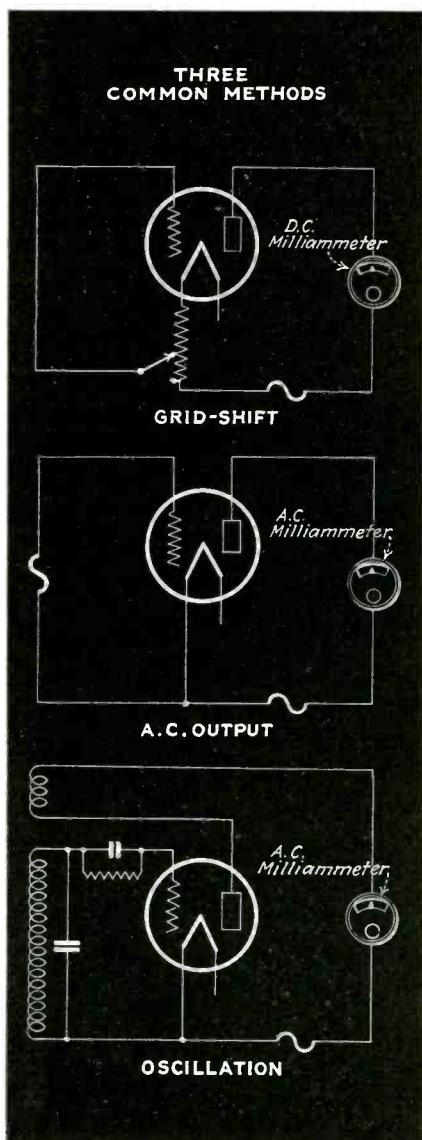 THREE
COMMON METHODS
D.C.
Milliammeter
GRID-SHIFT
A.C.
Milliammeter
A.C. OUTPUT
A.C.
Milliammeter
OSCILLATION